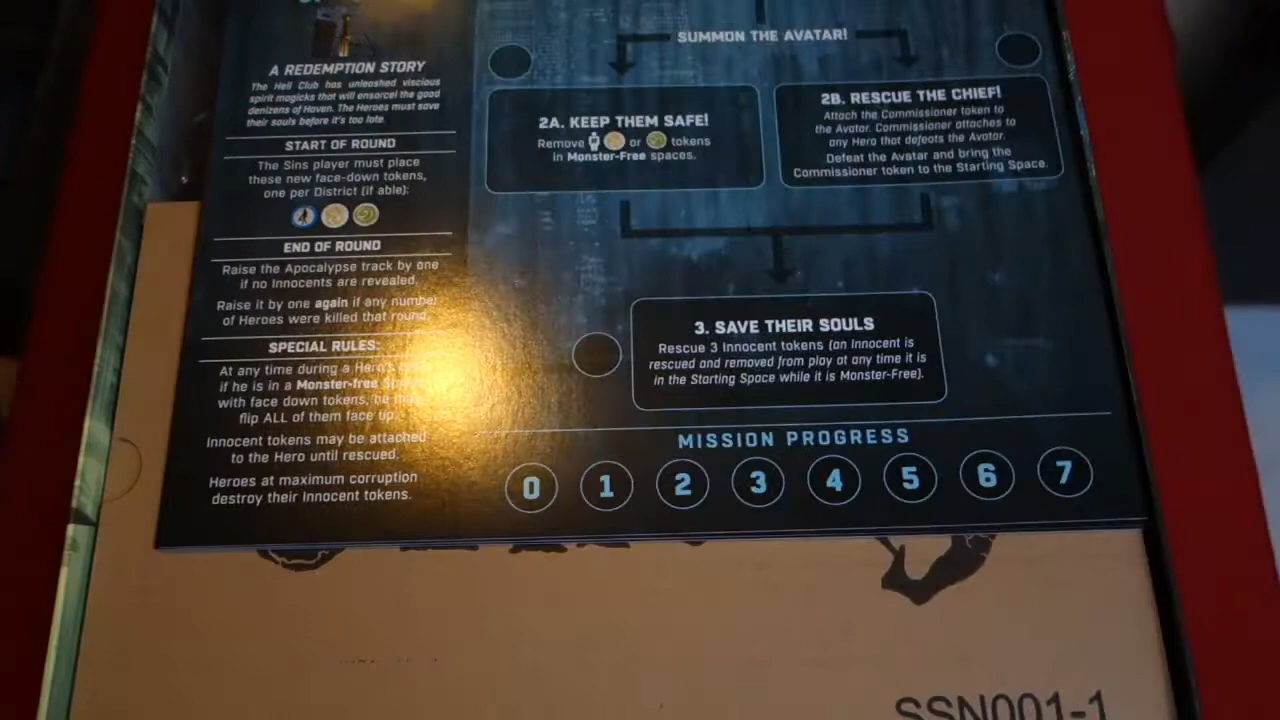 A REDEMPTION STORY
The Hell Club has unleashed viscious
spirit magicks that will ensorcel the good
denizens of Haven. The Heroes must save
their souls before it's too late.
START OF ROUND
The Sins player must place
these new face-down tokens,
one per District (if able):
END OF ROUND
Raise the Apocalypse track by one
if no Innocents are revealed.
Raise it by one again if any number
of Heroes were killed that round.
SPECIAL RULES:
At any time during a Hero's
if he is in a Monster-free
with face down tokens, he may
flip ALL of them face up.
Innocent tokens may be attached
to the Hero until rescued.
Heroes at maximum corruption
destroy their Innocent tokens.
SUMMON THE AVATAR!
2A. KEEP THEM SAFE!
Remove or tokens
in Monster-Free spaces.
2B. RESCUE THE CHIEF!
Attach the Commissioner token to
the Avatar. Commissioner attaches to
any Hero that defeats the Avatar.
Defeat the Avatar and bring the
Commissioner token to the Starting Space.
3. SAVE THEIR SOULS
Rescue 3 Innocent tokens (an Innocent is
rescued and removed from play at any time it is
in the Starting Space while it is Monster-Free).
MISSION PROGRESS
0 1 2 3 4 5 6 7
SSN001-1